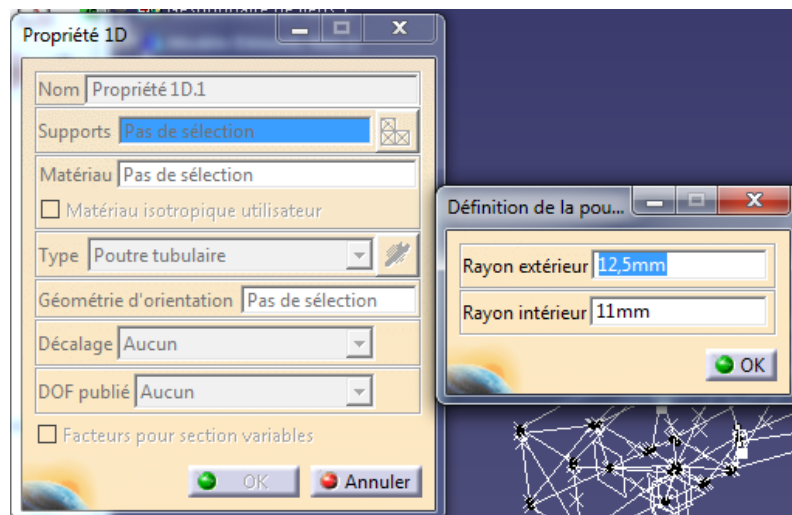 Propriété 1D
Nom Propriété 1D.1
Supports Pas de sélection
Matériau Pas de sélection
Matériau isotropique utilisateur
Type Poutre tubulaire
Géométrie d'orientation Pas de sélection
Décalage Aucun
DOF publié Aucun
Facteurs pour section variables
OK Annuler
Définition de la pou...
Rayon extérieur 12,5mm
Rayon intérieur 11mm
OK